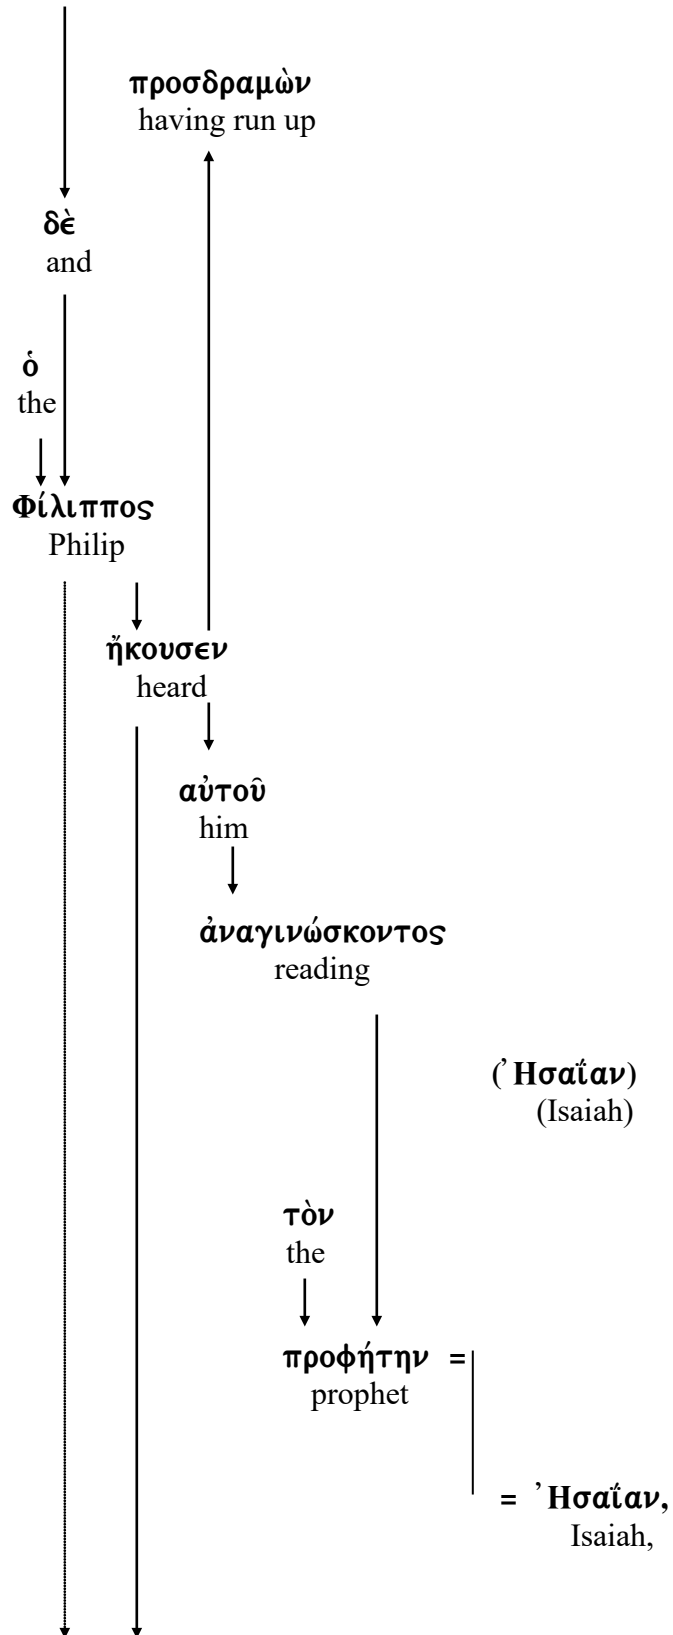 προσδραμὼν
having run up
δὲ
and
ὁ
the
Φίλιππος
Philip
ἤκουσεν
heard
αὐτοῦ
him
ἀναγινώσκοντος
reading
(Ἠσαΐαν)
(Isaiah)
τὸν
the
προφήτην =
prophet
= Ἠσαΐαν,
Isaiah,